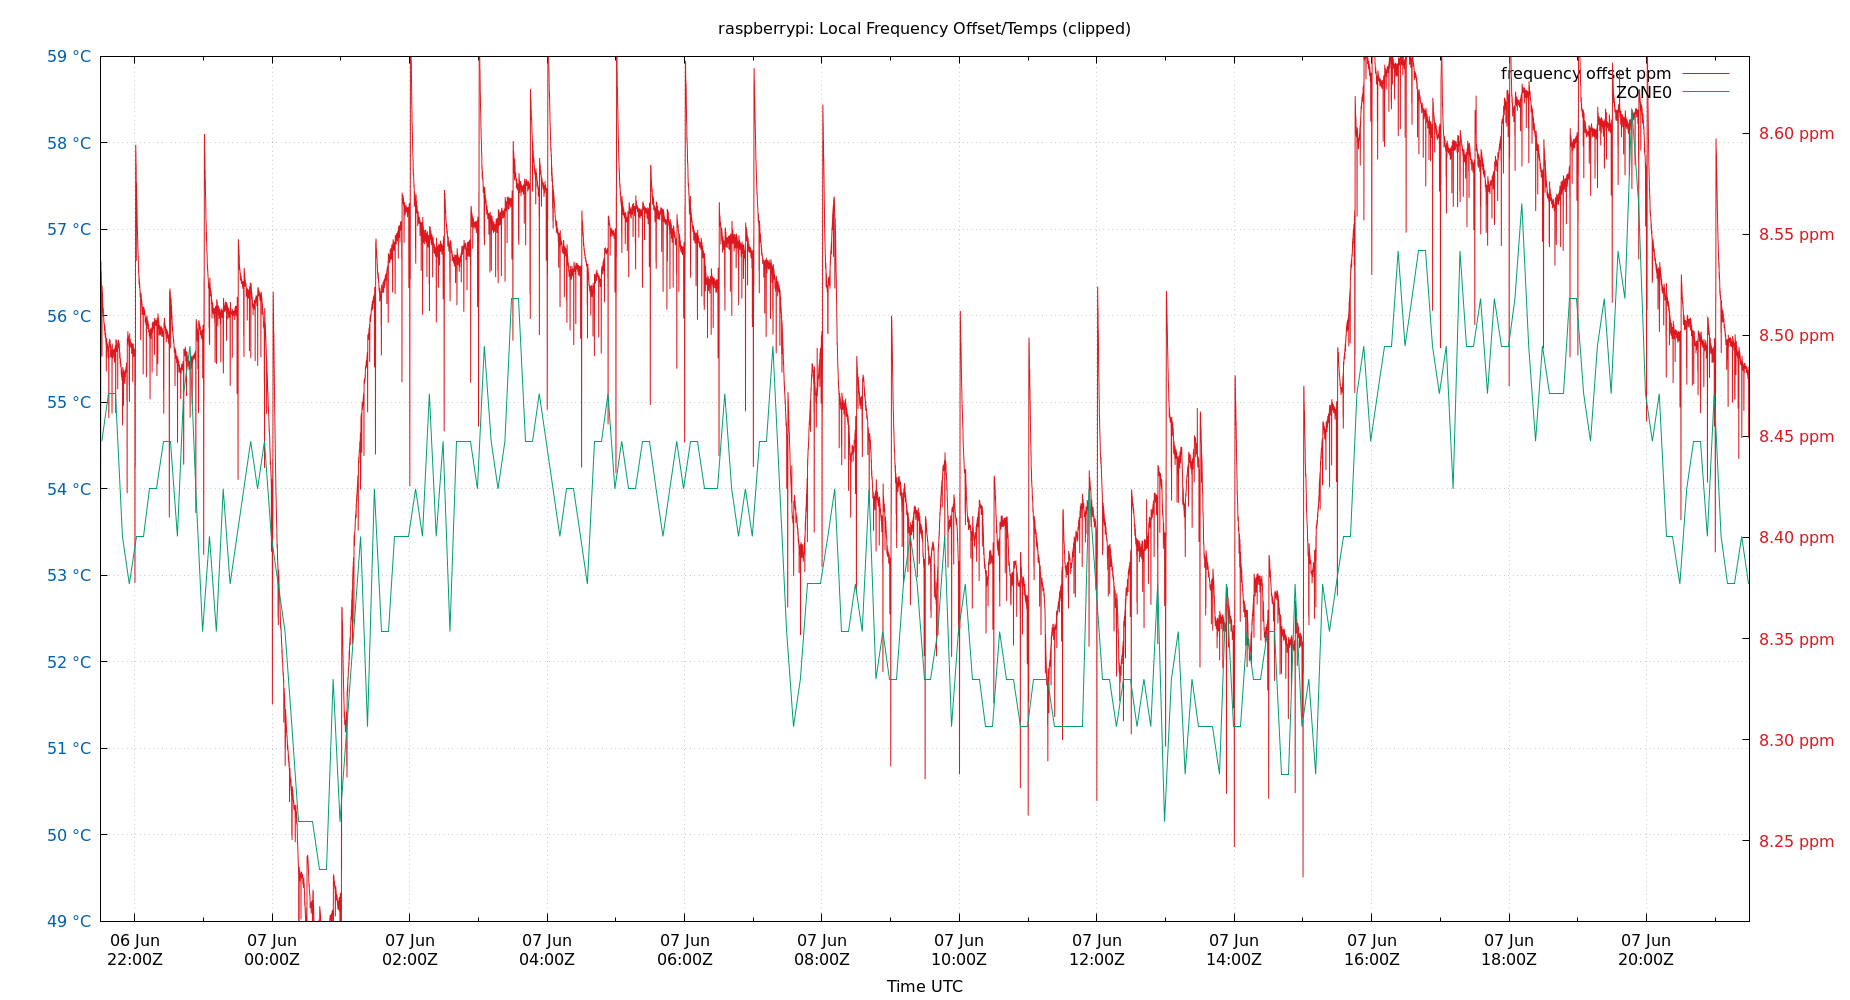 raspberrypi: Local Frequency Offset/Temps (clipped)
59 °C
58 °C
57 °C
56 °C
55 °C
54 °C
53 °C
52 °C
51 °C
50 °C
49 °C
frequency offset ppm
ZONE0
8.60 ppm
8.55 ppm
8.50 ppm
8.45 ppm
8.40 ppm
8.35 ppm
8.30 ppm
8.25 ppm
06 Jun 07 Jun 07 Jun 07 Jun 07 Jun 07 Jun 07 Jun 07 Jun 07 Jun 07 Jun 07 Jun 07 Jun
22:00Z 00:00Z 02:00Z 04:00Z 06:00Z 08:00Z 10:00Z 12:00Z 14:00Z 16:00Z 18:00Z 20:00Z
Time UTC